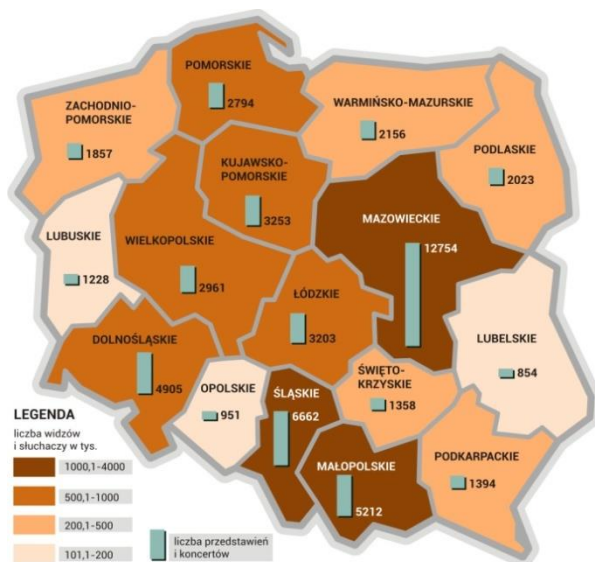 POMORSKIE
2794
ZACHODNIO-
POMORSKIE
1857
WARMIŃSKO-MAZURSKIE
2156
PODLASKIE
2023
KUJAWSKO-
POMORSKIE
3253
MAZOWIECKIE
12754
LUBUSKIE
1228
WIELKOPOLSKIE
2961
ŁÓDZKIE
3203
DOLNOŚLĄSKIE
4905
LUBELSKIE
854
OPOLSKIE
951
ŚLĄSKIE
6662
ŚWIĘTO-
KRZYSKIE
1358
MAŁOPOLSKIE
5212
PODKARPACKIE
1394
LEGENDA
liczba widzów
i słuchaczy w tys.
1000,1-4000
500,1-1000
200,1-500
101,1-200
liczba przedstawień
i koncertów